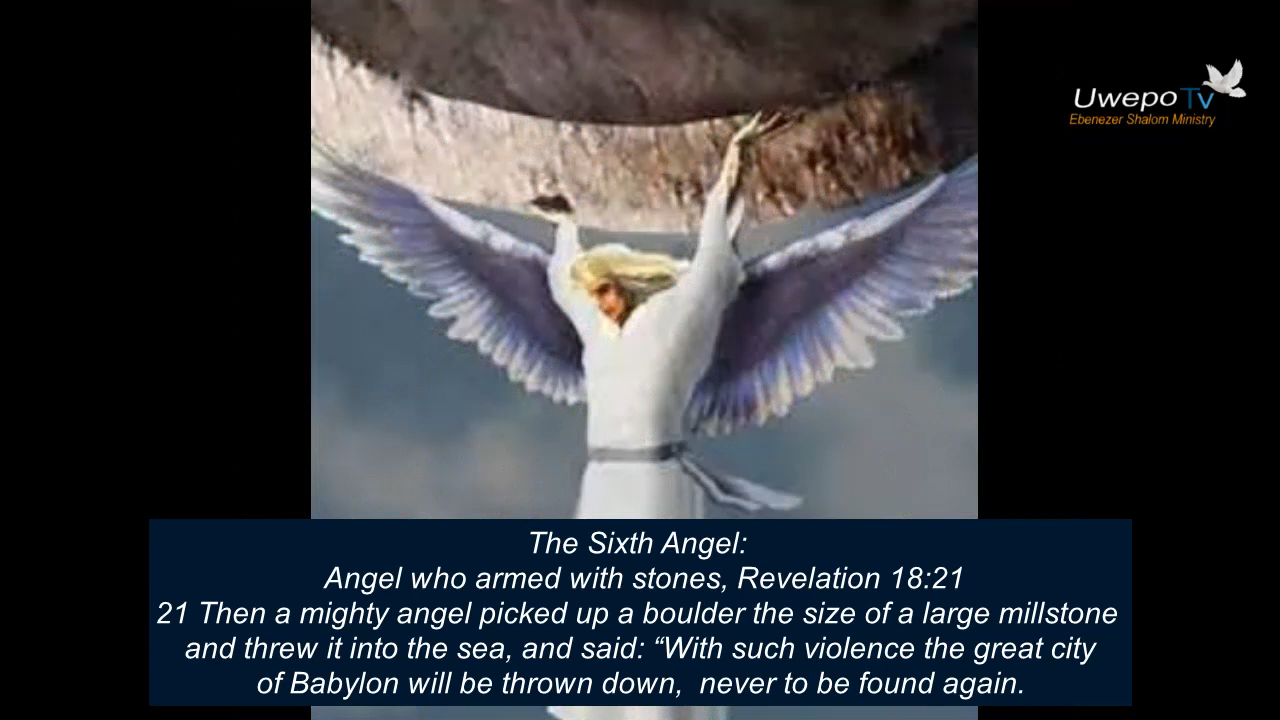 UwepoTv
Ebenezer Shalom Ministry
The Sixth Angel:
Angel who armed with stones, Revelation 18:21
21 Then a mighty angel picked up a boulder the size of a large millstone
and threw it into the sea, and said: “With such violence the great city
of Babylon will be thrown down,  never to be found again.